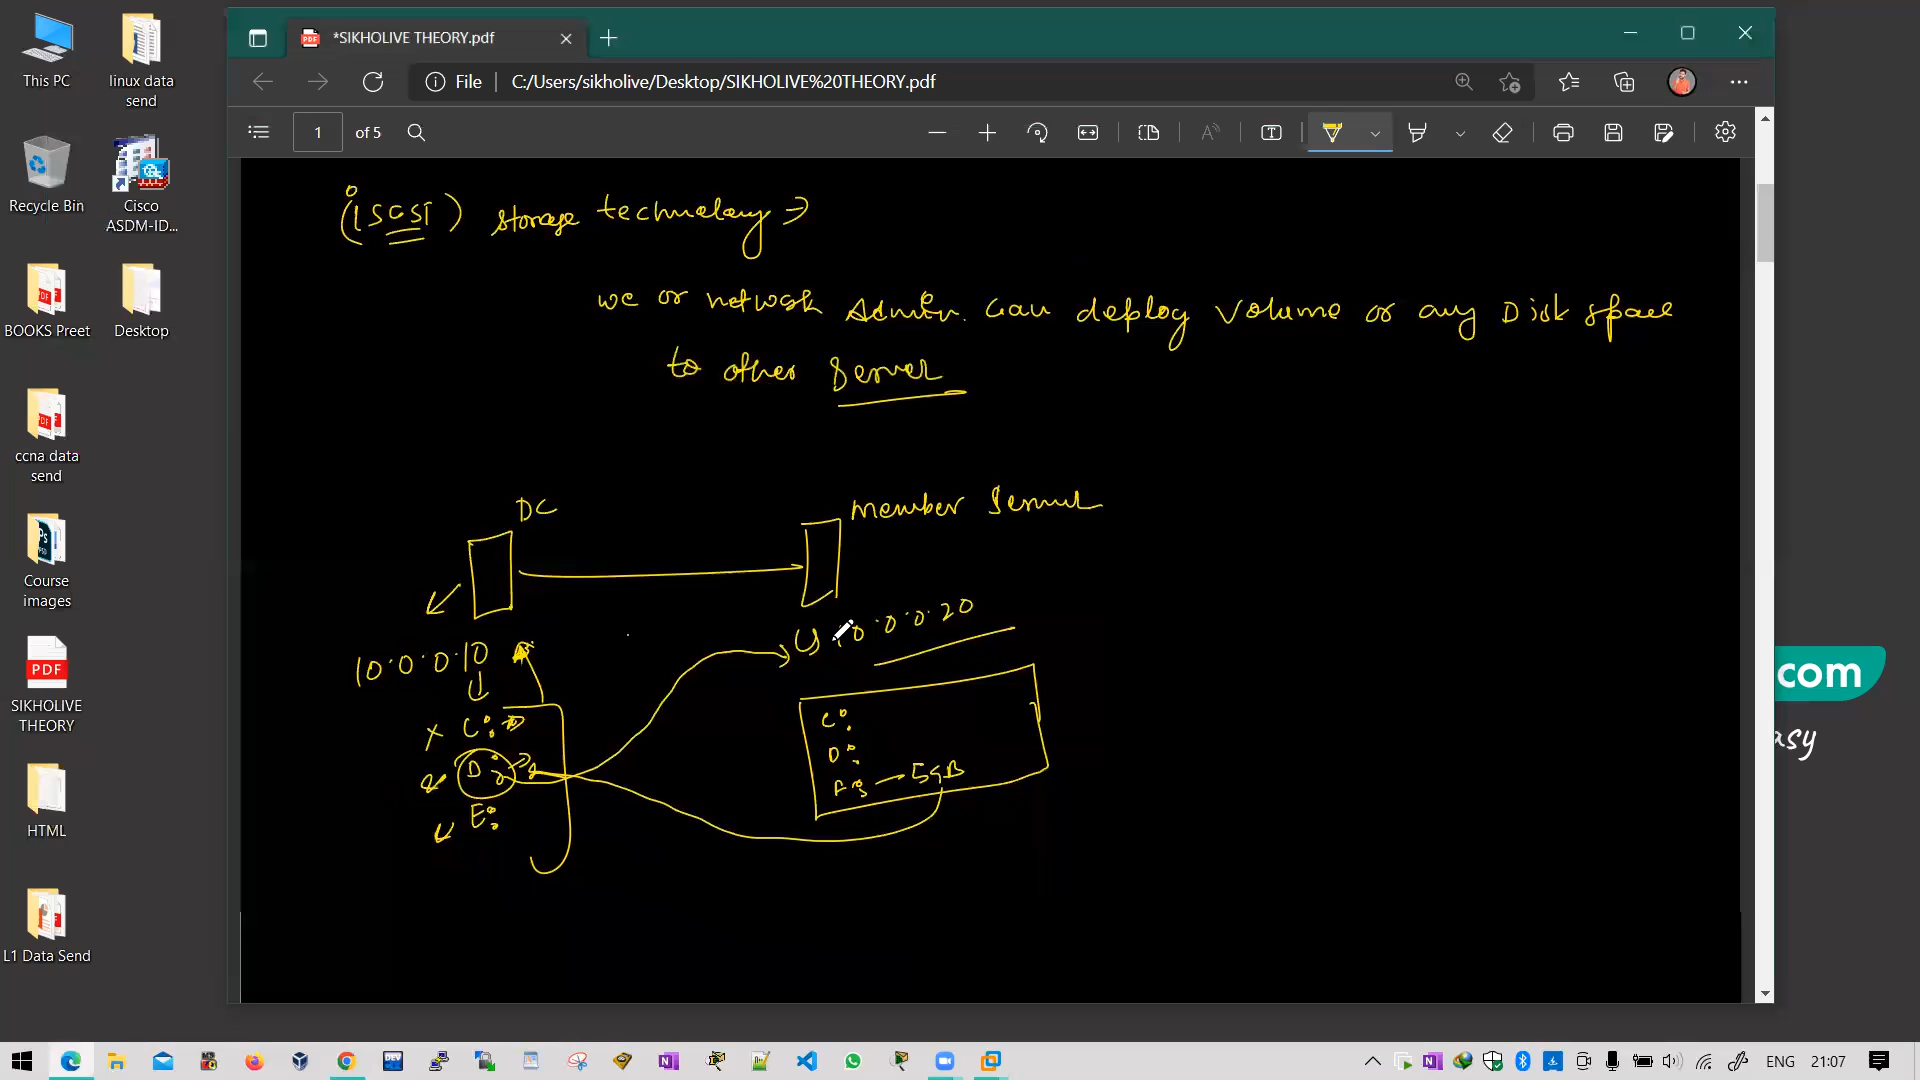 This PC
linux data send
Recycle Bin
Cisco ASDM-ID...
BOOKS Preet
Desktop
ccna data send
Course images
SIKHOLIVE THEORY
HTML
L1 Data Send
*SIKHOLIVE THEORY.pdf
File
C:/Users/sikholive/Desktop/SIKHOLIVE%20THEORY.pdf
1 of 5
(iSCSI) storage technology →
we or network Admin. Can deploy Volume or any Disk space
to other Server
DC
Member Server
10.0.0.20
10.0.0.10
C:
D:
E:
C:
D:
F: — 5GB
com
asy
ENG
21:07